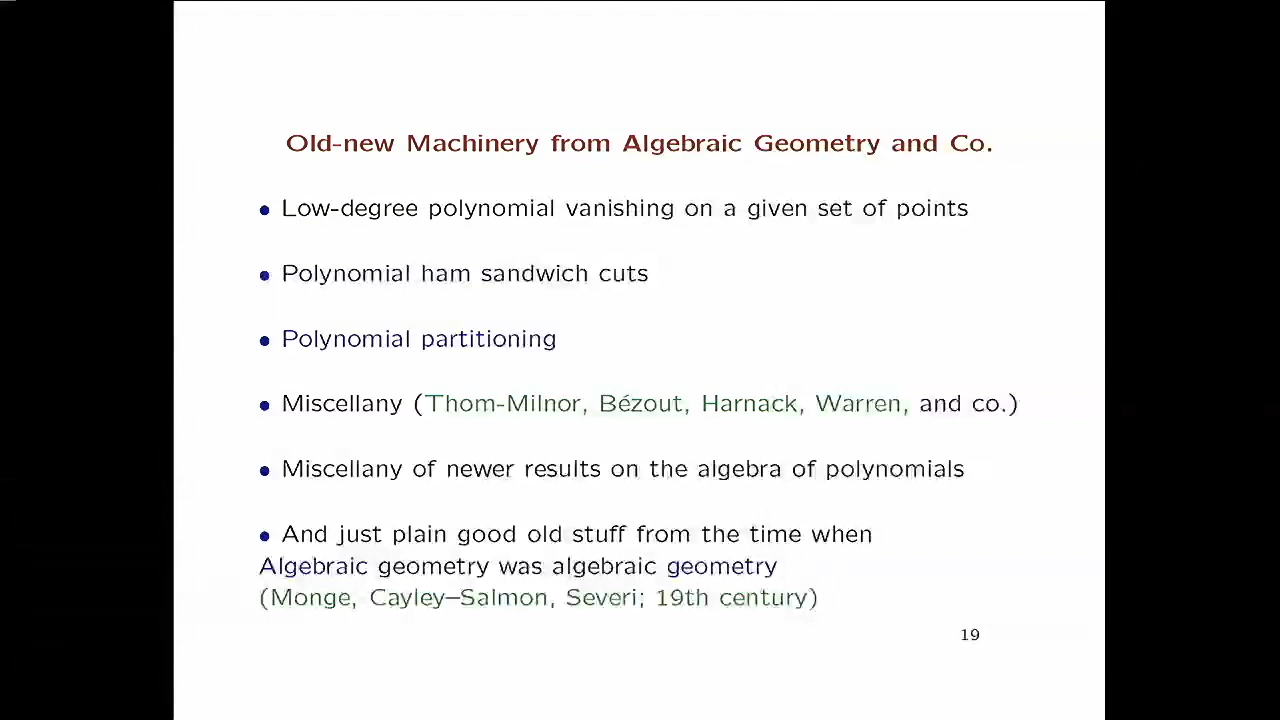 Old-new Machinery from Algebraic Geometry and Co.
• Low-degree polynomial vanishing on a given set of points
• Polynomial ham sandwich cuts
• Polynomial partitioning
• Miscellany (Thom-Milnor, Bézout, Harnack, Warren, and co.)
• Miscellany of newer results on the algebra of polynomials
• And just plain good old stuff from the time when
Algebraic geometry was algebraic geometry
(Monge, Cayley–Salmon, Severi; 19th century)
19